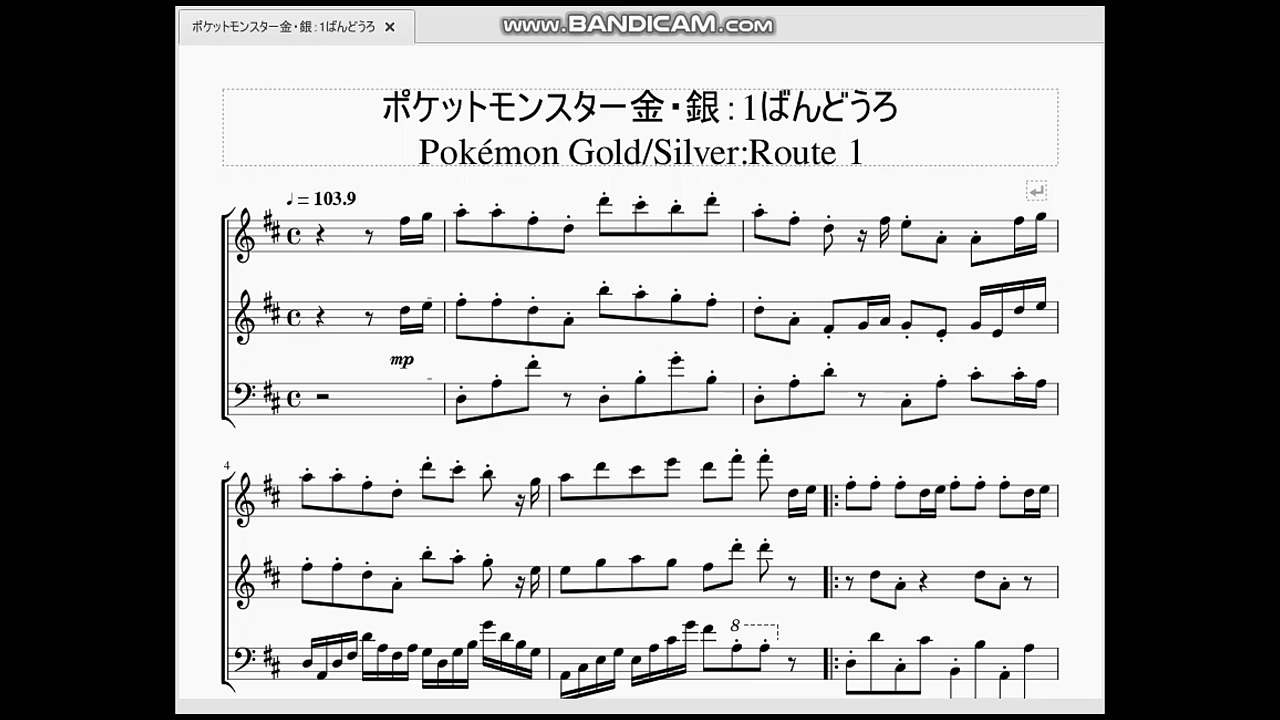 ポケットモンスター金・銀：1ばんどうろ ×
www.BANDICAM.com
ポケットモンスター金・銀：1ばんどうろ
Pokémon Gold/Silver:Route 1
♩= 103.9
mp
4
8